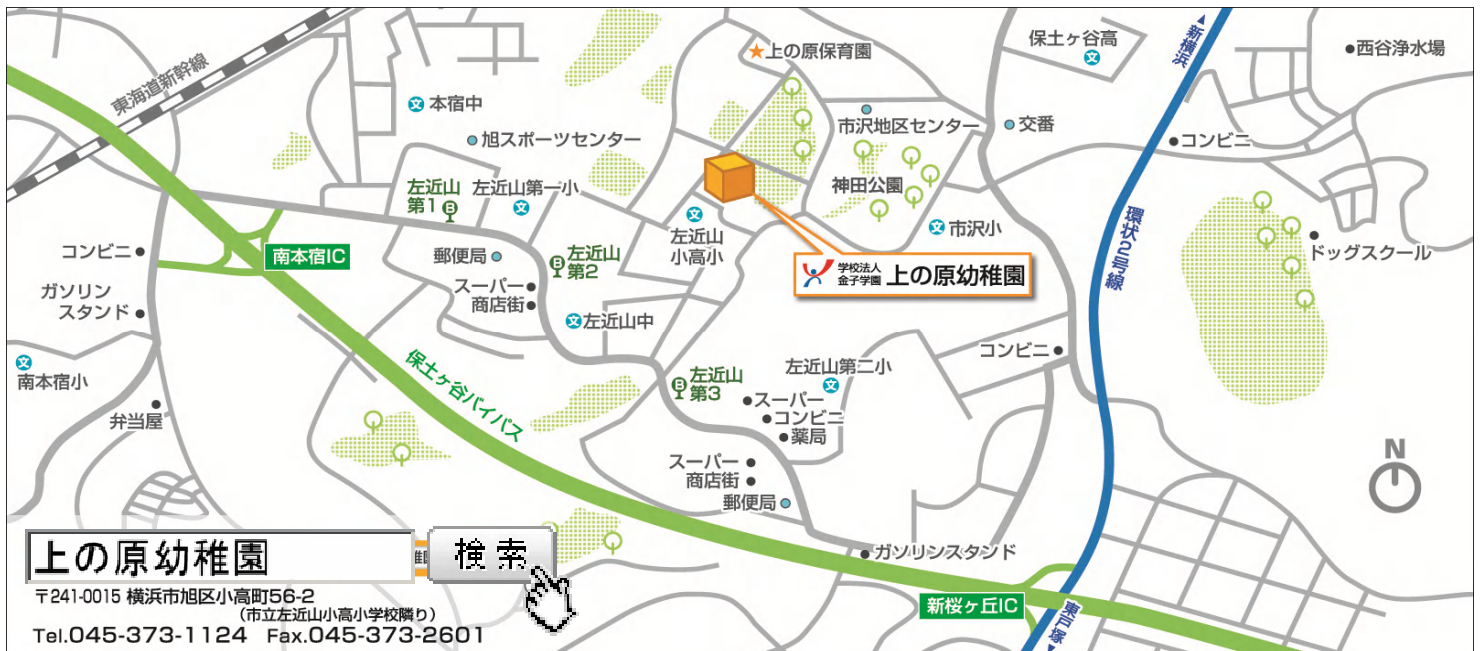 東海道新幹線
本宿中
旭スポーツセンター
上の原保育園
市沢地区センター
交番
保土ヶ谷高
▲新横浜
西谷浄水場
コンビニ
左近山
第1
B
左近山第一小
左近山
小高小
神田公園
市沢小
環状2号線
ドッグスクール
コンビニ
南本宿IC
郵便局
B
左近山
第2
学校法人
金子学園
上の原幼稚園
ガソリン
スタンド
スーパー
商店街
左近山中
コンビニ
南本宿小
弁当屋
保土ヶ谷バイパス
B
左近山
第3
左近山第二小
スーパー
コンビニ
薬局
スーパー
商店街
郵便局
N
ガソリンスタンド
新桜ヶ丘IC
東戸塚▼
上の原幼稚園
検索
〒241-0015 横浜市旭区小高町56-2
(市立左近山小高小学校隣り)
Tel.045-373-1124 Fax.045-373-2601
文
文
文
文
文
文
文
文